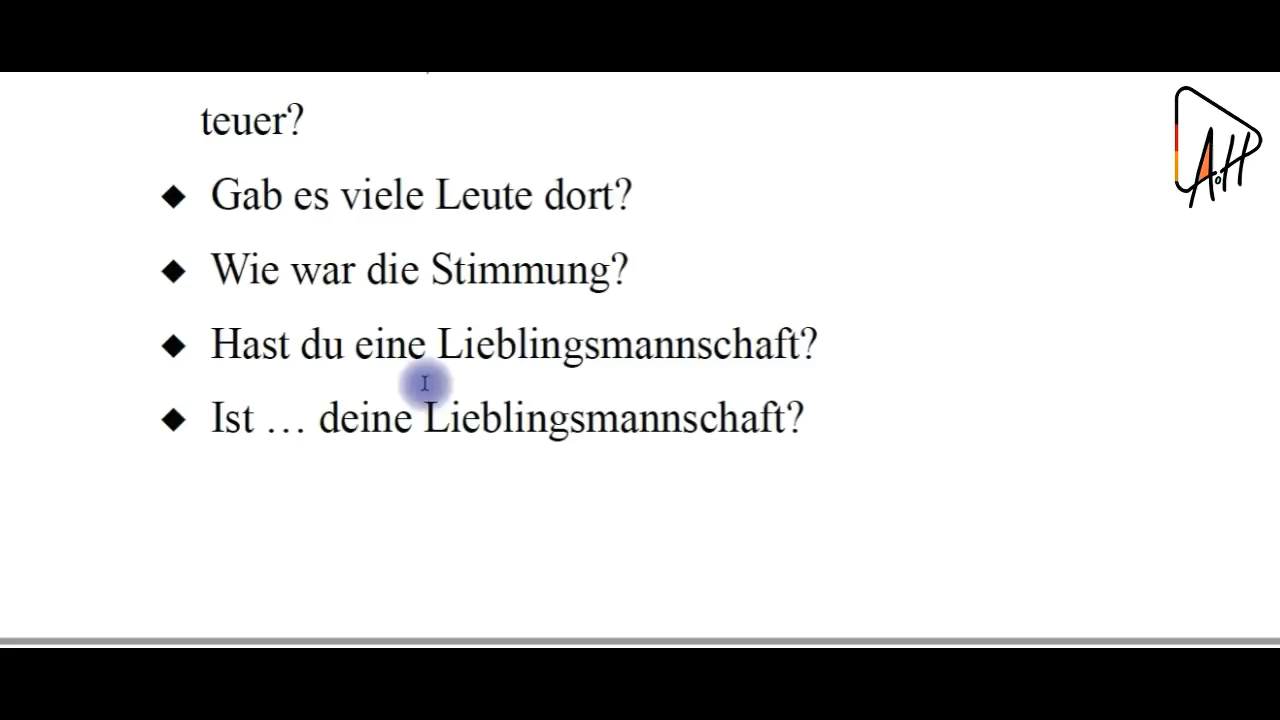 teuer?
◆ Gab es viele Leute dort?
◆ Wie war die Stimmung?
◆ Hast du eine Lieblingsmannschaft?
◆ Ist … deine Lieblingsmannschaft?
A&H